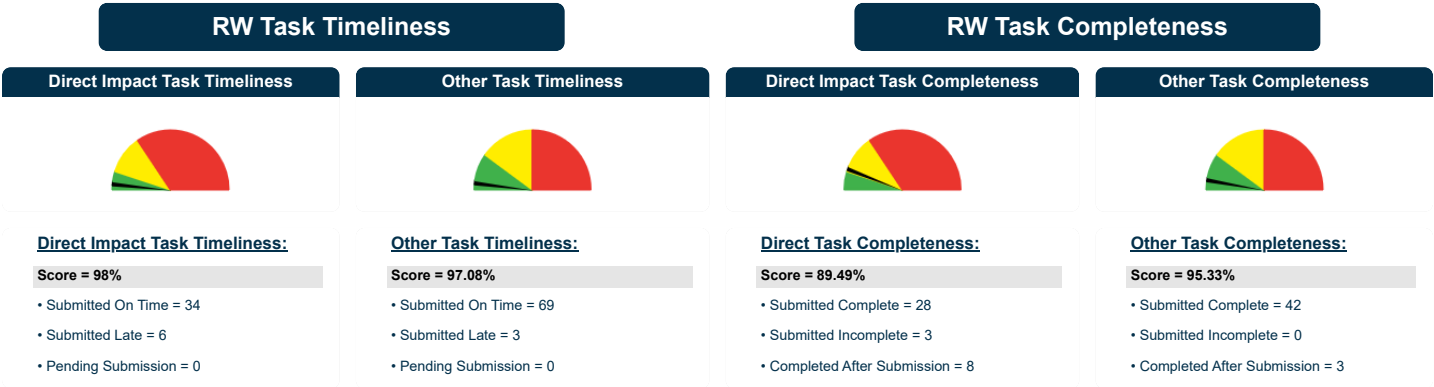 RW Task Timeliness
RW Task Completeness
Direct Impact Task Timeliness
Other Task Timeliness
Direct Impact Task Completeness
Other Task Completeness
Direct Impact Task Timeliness:
Score = 98%
• Submitted On Time = 34
• Submitted Late = 6
• Pending Submission = 0
Other Task Timeliness:
Score = 97.08%
• Submitted On Time = 69
• Submitted Late = 3
• Pending Submission = 0
Direct Task Completeness:
Score = 89.49%
• Submitted Complete = 28
• Submitted Incomplete = 3
• Completed After Submission = 8
Other Task Completeness:
Score = 95.33%
• Submitted Complete = 42
• Submitted Incomplete = 0
• Completed After Submission = 3